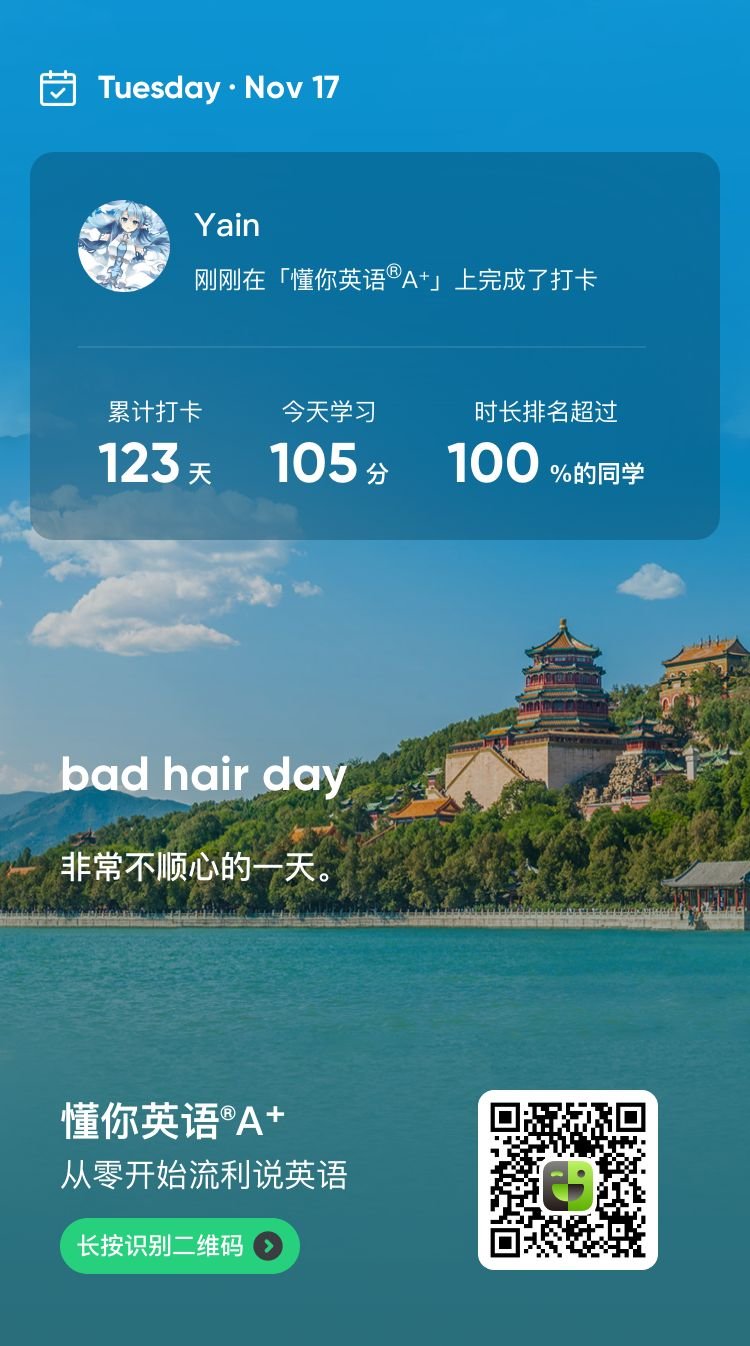 Tuesday · Nov 17
Yain
刚刚在「懂你英语®A⁺」上完成了打卡
累计打卡 今天学习 时长排名超过
123 天 105 分 100 %的同学
bad hair day
非常不顺心的一天。
懂你英语®A⁺
从零开始流利说英语
长按识别二维码